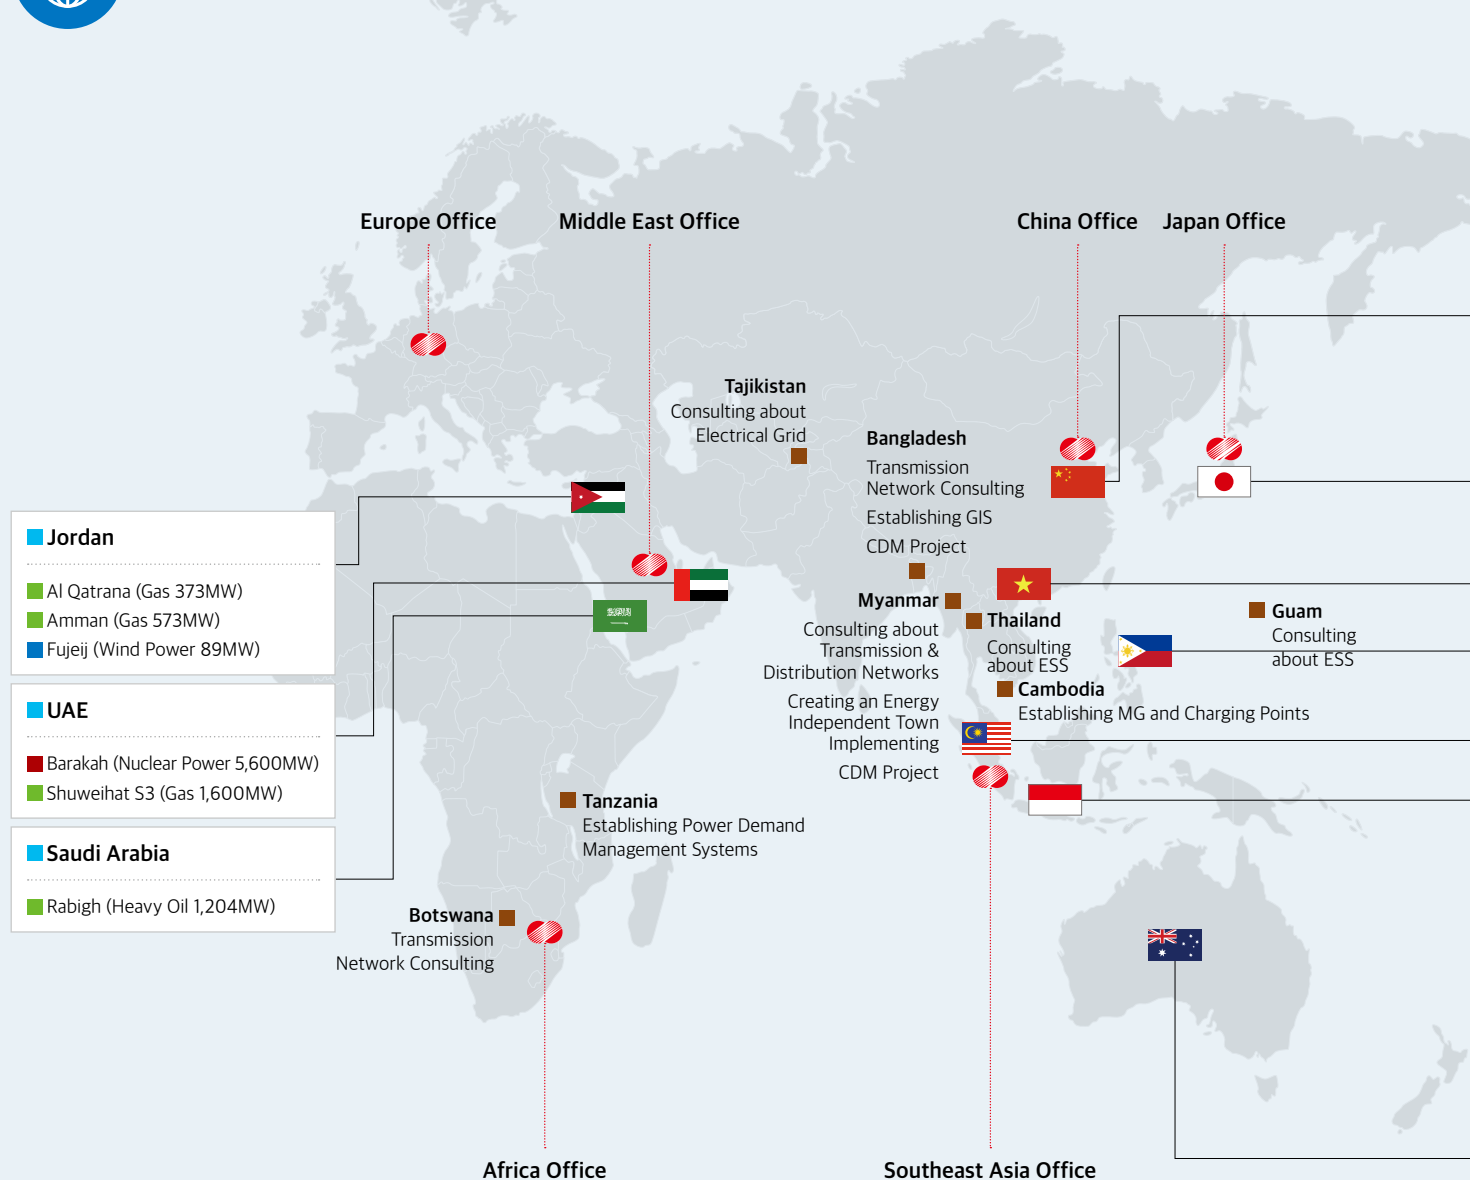 Europe Office
Middle East Office
China Office
Japan Office
Tajikistan
Consulting about
Electrical Grid
Bangladesh
Transmission
Network Consulting
Establishing GIS
CDM Project
Jordan
Al Qatrana (Gas 373MW)
Amman (Gas 573MW)
Fujeij (Wind Power 89MW)
UAE
Barakah (Nuclear Power 5,600MW)
Shuweihat S3 (Gas 1,600MW)
Saudi Arabia
Rabigh (Heavy Oil 1,204MW)
Myanmar
Consulting about
Transmission &
Distribution Networks
Creating an Energy
Independent Town
Implementing
CDM Project
Thailand
Consulting
about ESS
Guam
Consulting
about ESS
Cambodia
Establishing MG and Charging Points
Tanzania
Establishing Power Demand
Management Systems
Botswana
Transmission
Network Consulting
Africa Office
Southeast Asia Office